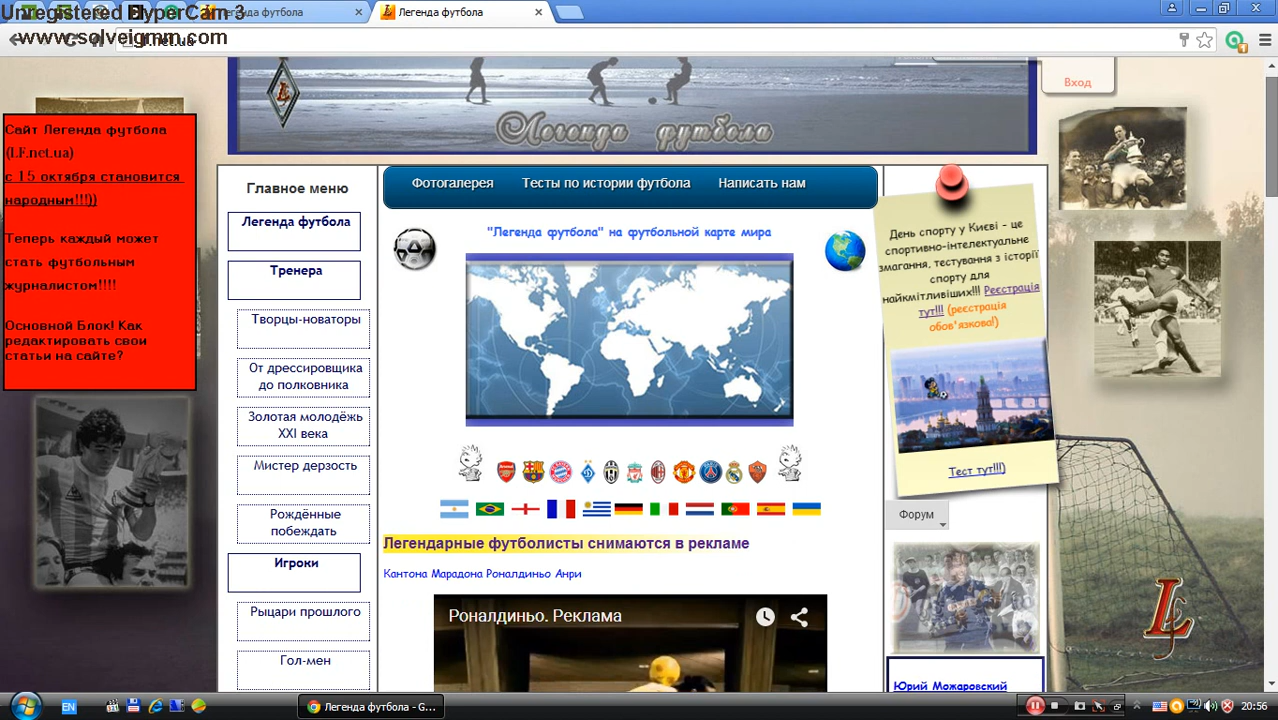 Unregistered HyperCam 3
www.solveigmm.com
Легенда футбола
Легенда футбола
lf.net.ua
Вход
Легенда футбола
Сайт Легенда футбола
(LF.net.ua)
с 15 октября становится
народным!!!))
Теперь каждый может
стать футбольным
журналистом!!!!
Основной Блок! Как
редактировать свои
статьи на сайте?
Главное меню
Легенда футбола
Тренера
Творцы-новаторы
От дрессировщика
до полковника
Золотая молодёжь
XXI века
Мистер дерзость
Рождённые
побеждать
Игроки
Рыцари прошлого
Гол-мен
Фотогалерея Тесты по истории футбола Написать нам
"Легенда футбола" на футбольной карте мира
Легендарные футболисты снимаются в рекламе
Кантона Марадона Роналдиньо Анри
Роналдиньо. Реклама
День спорту у Києві - це
спортивно-інтелектуальне
змагання, тестування з історії
спорту для
найкмітливіших!!! Реєстрація
тут!!! (реєстрація
обов'язкова!)
Тест тут!!!)
Форум
Юрий Можаровский
EN
Легенда футбола - G...
20:56